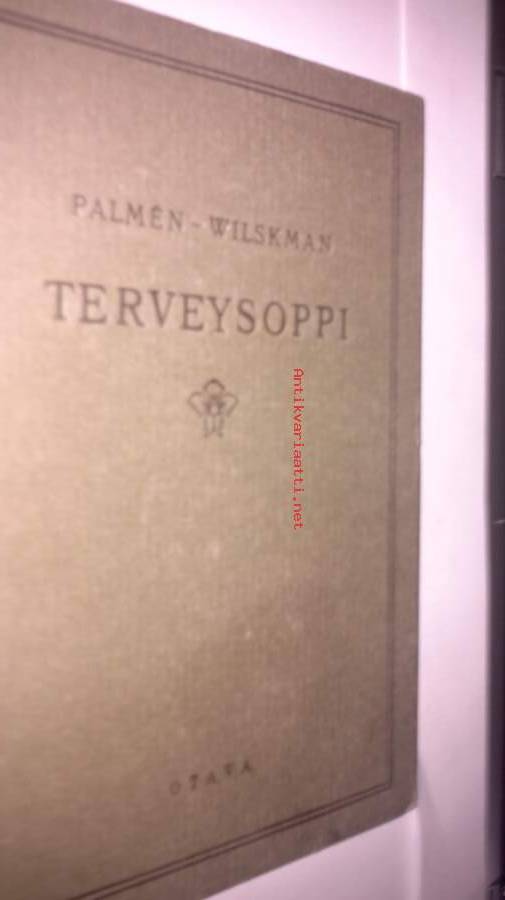 PALMÉN - WILSKMAN
TERVEYSOPPI
Antikvariaatti.net
OTAVA